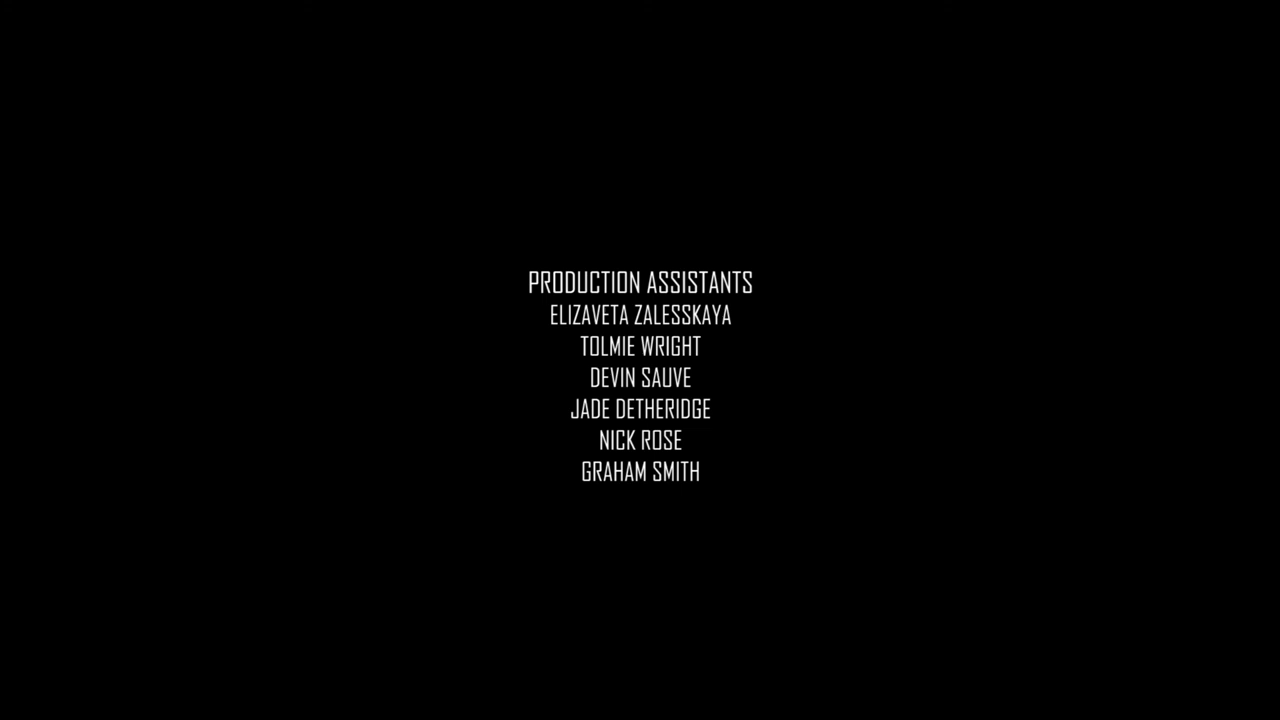 PRODUCTION ASSISTANTS
ELIZAVETA ZALESSKAYA
TOLMIE WRIGHT
DEVIN SAUVE
JADE DETHERIDGE
NICK ROSE
GRAHAM SMITH